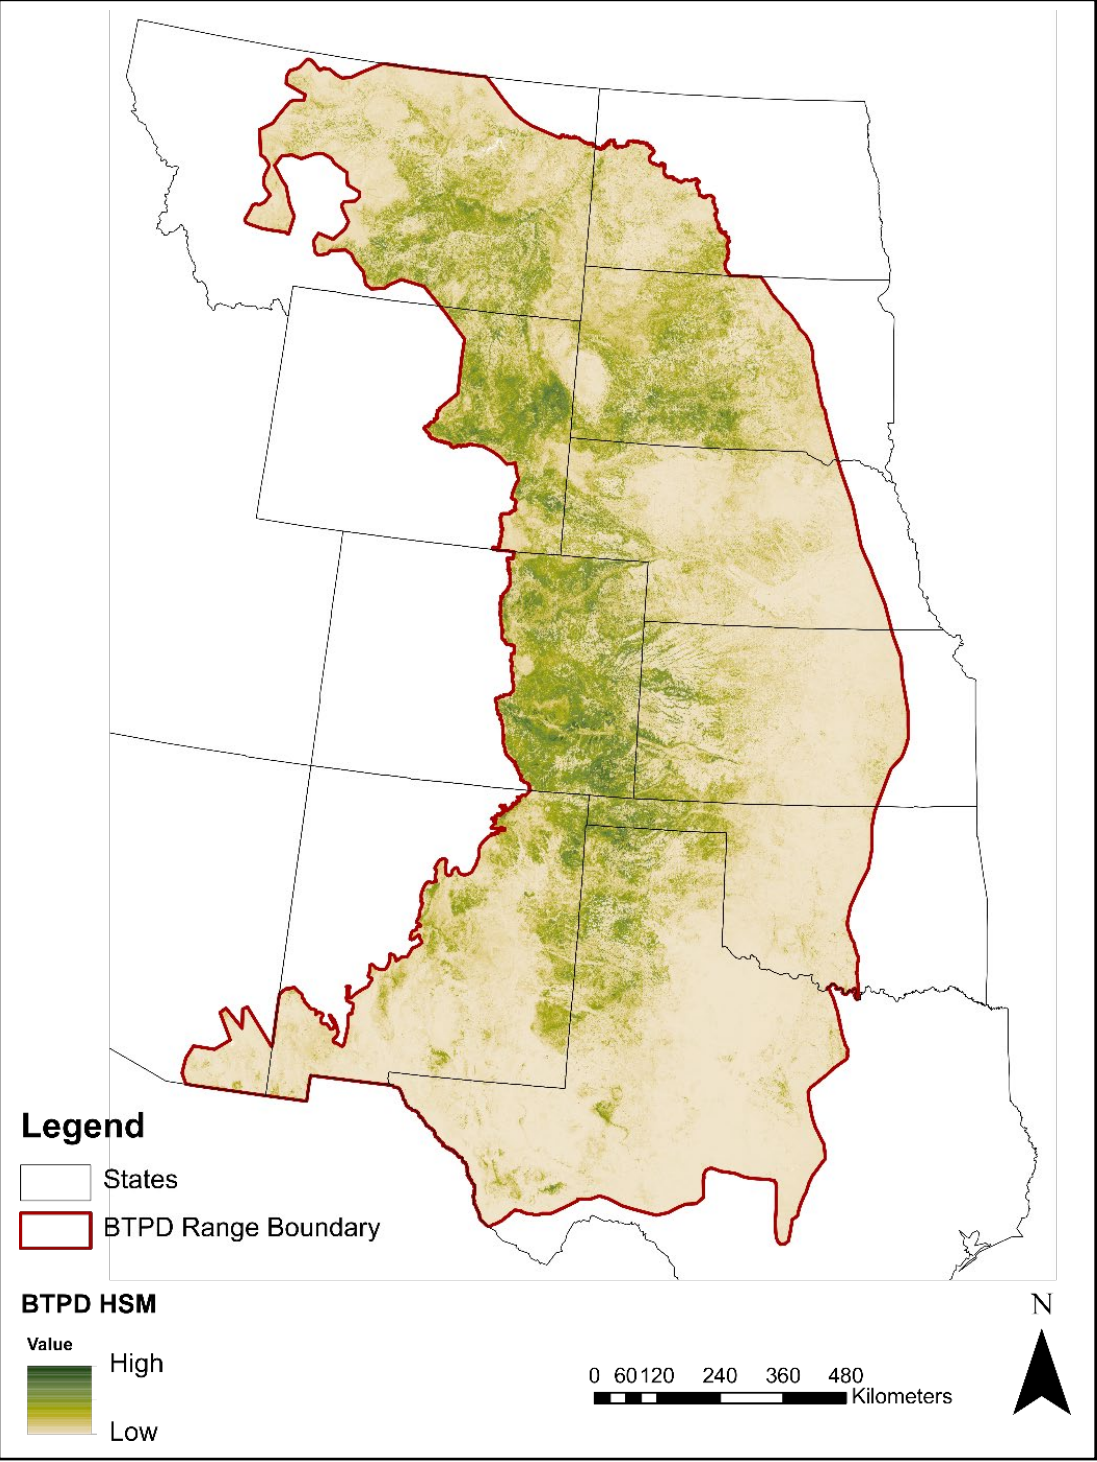 Legend
States
BTPD Range Boundary
BTPD HSM
Value
High
Low
N
0 60 120 240 360 480
Kilometers